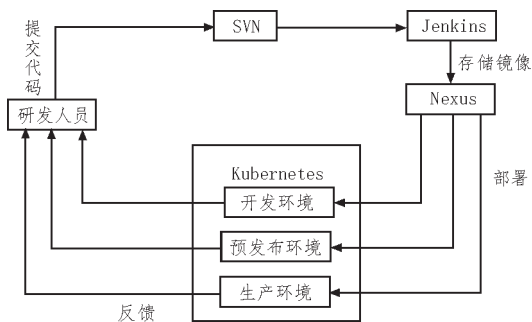 提交代码
SVN
Jenkins
存储镜像
Nexus
研发人员
部署
Kubernetes
开发环境
预发布环境
生产环境
反馈